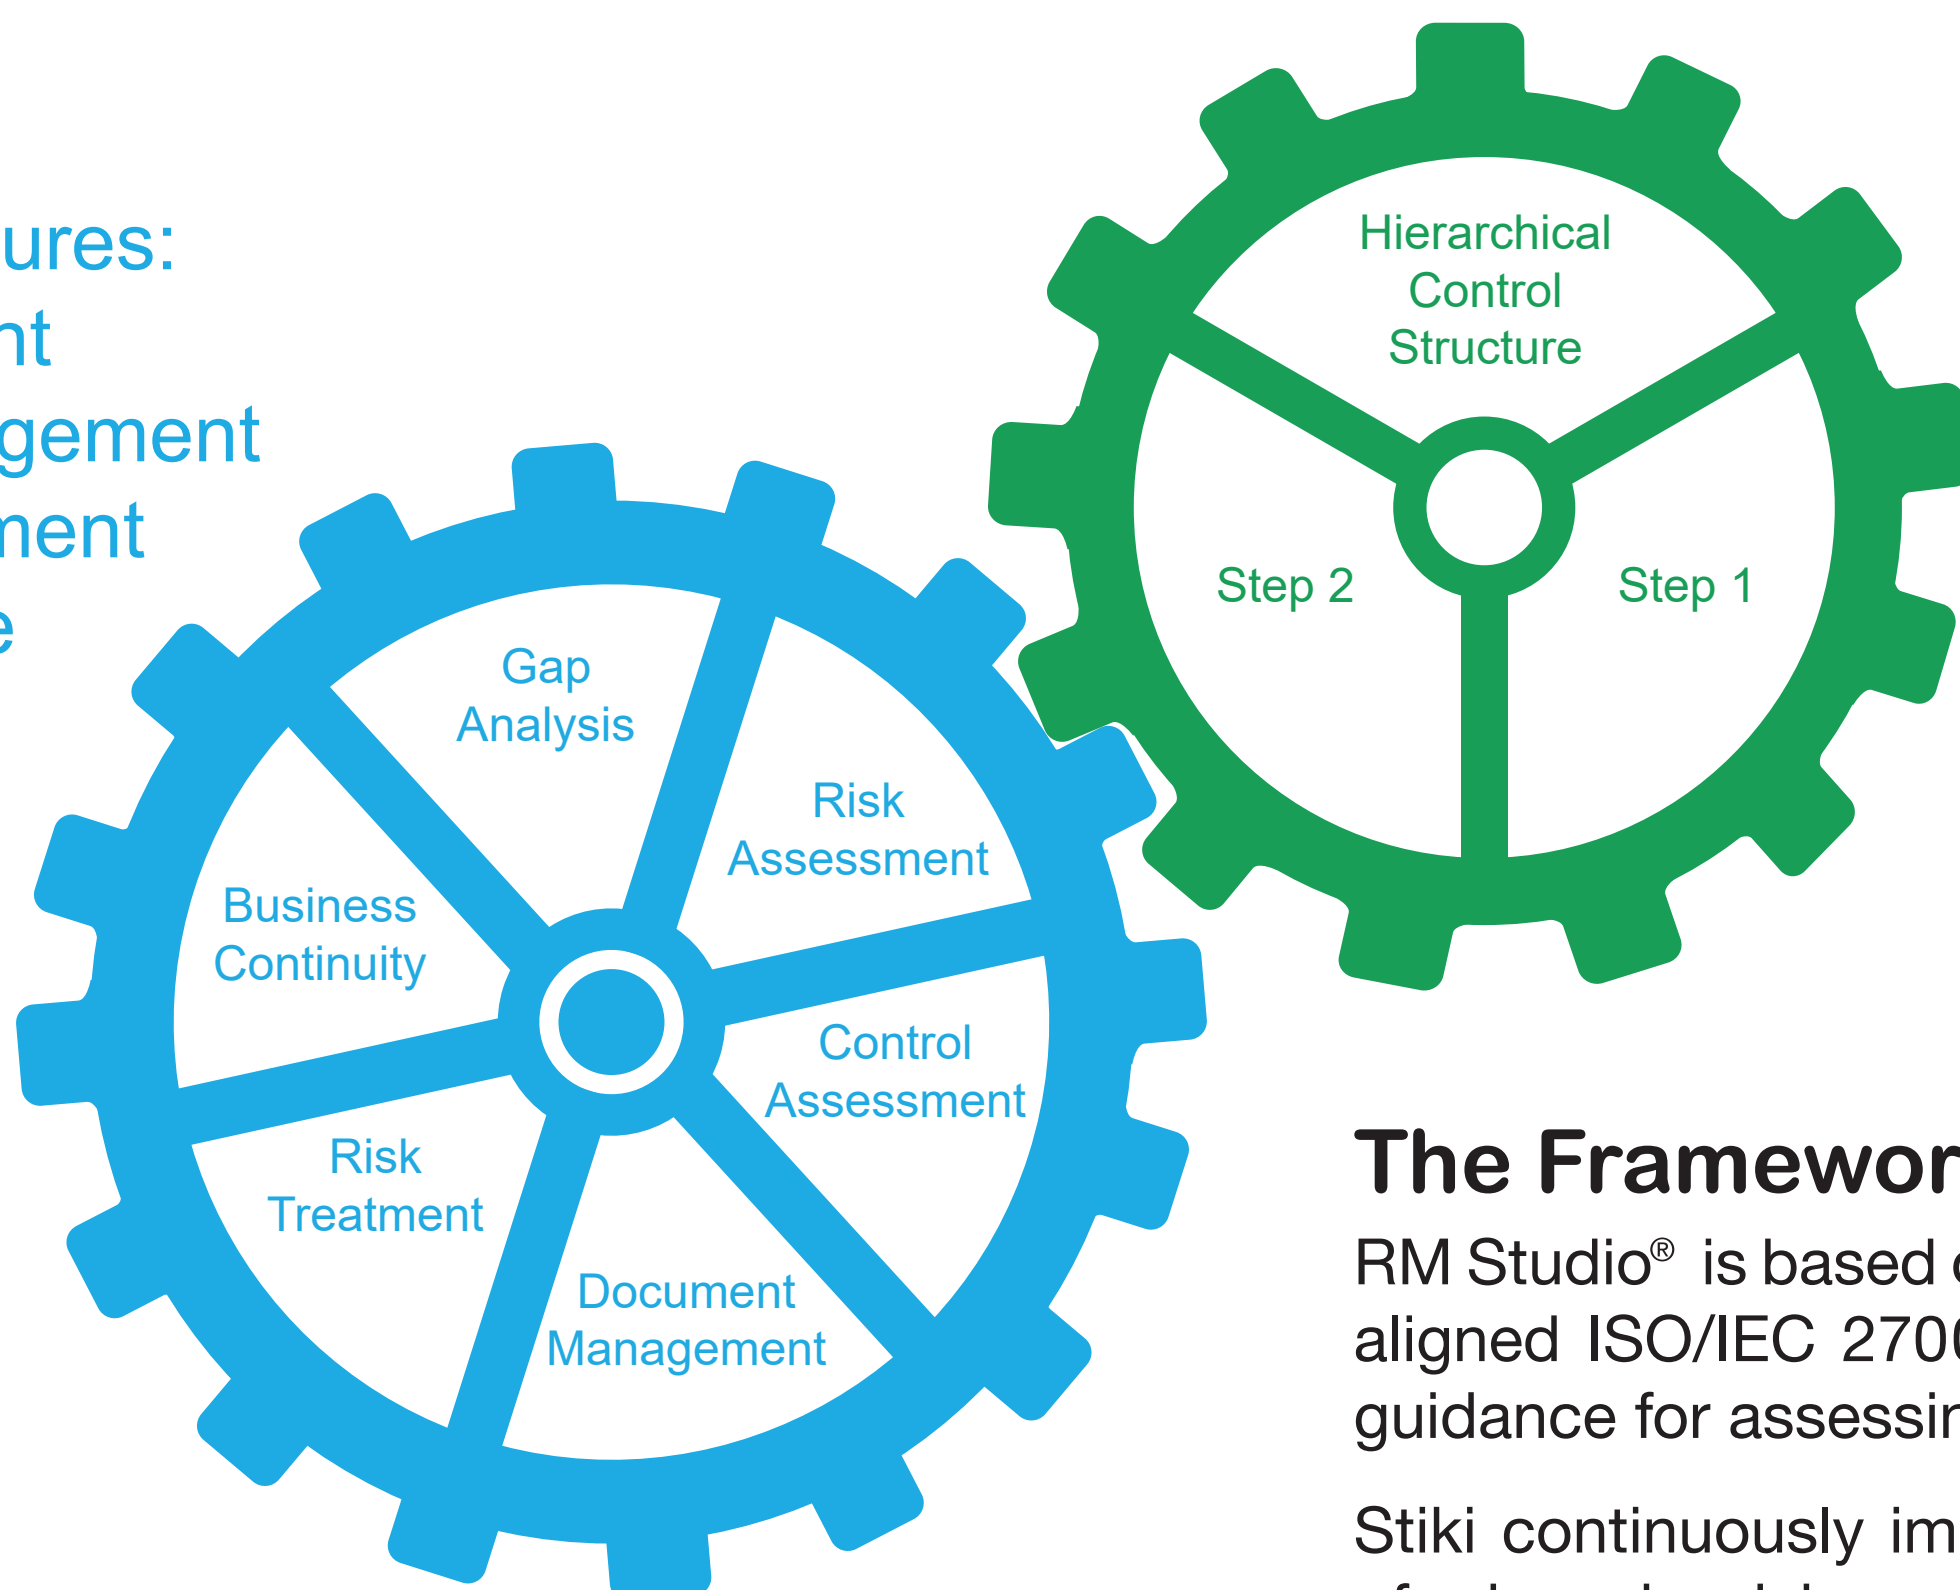 ures:
nt
gement
ment
e
Hierarchical
Control
Structure
Step 2
Step 1
Gap
Analysis
Risk
Assessment
Business
Continuity
Control
Assessment
Risk
Treatment
Document
Management
The Framewor
RM Studio® is based
aligned ISO/IEC 270
guidance for assessin
Stiki continuously im